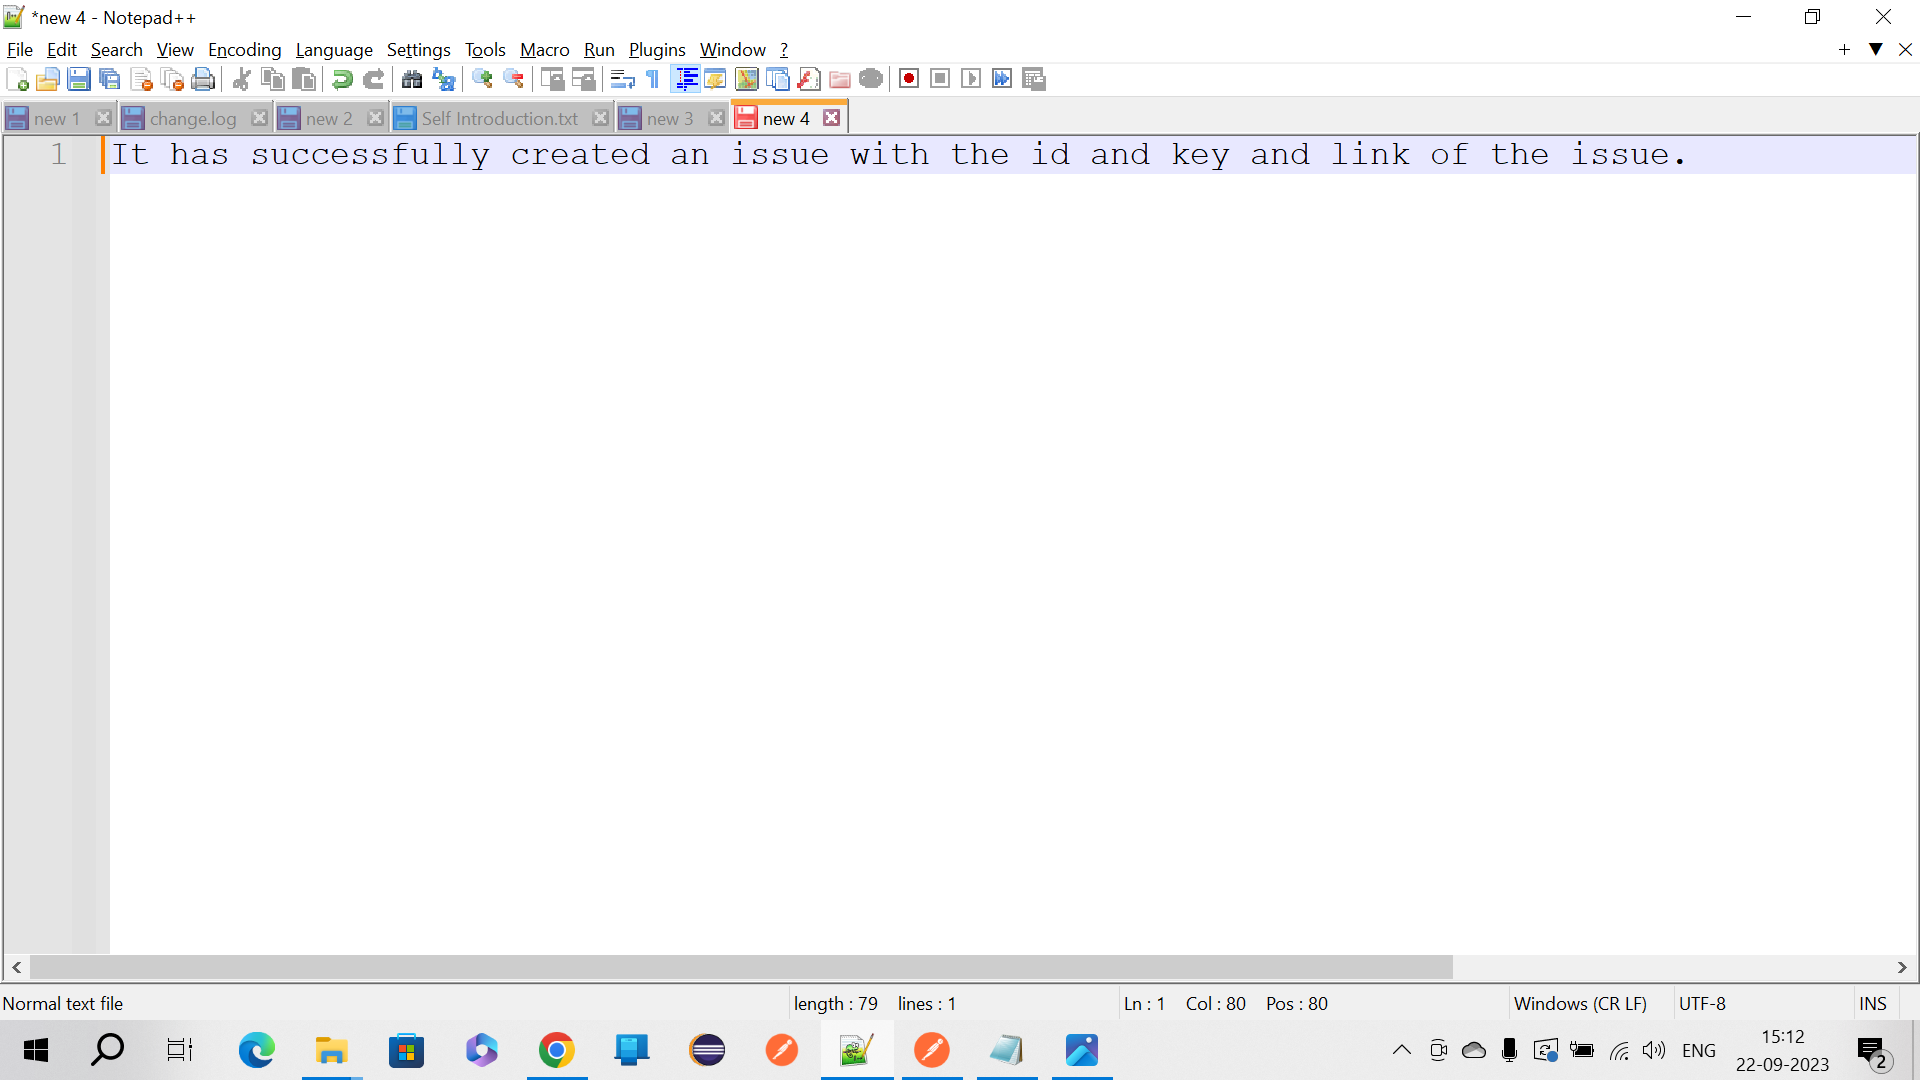 *new 4 - Notepad++
File Edit Search View Encoding Language Settings Tools Macro Run Plugins Window ?
new 1 change.log new 2 Self Introduction.txt new 3 new 4
1 It has successfully created an issue with the id and key and link of the issue.
Normal text file length : 79 lines : 1 Ln : 1 Col : 80 Pos : 80 Windows (CR LF) UTF-8 INS
ENG 15:12
22-09-2023 2